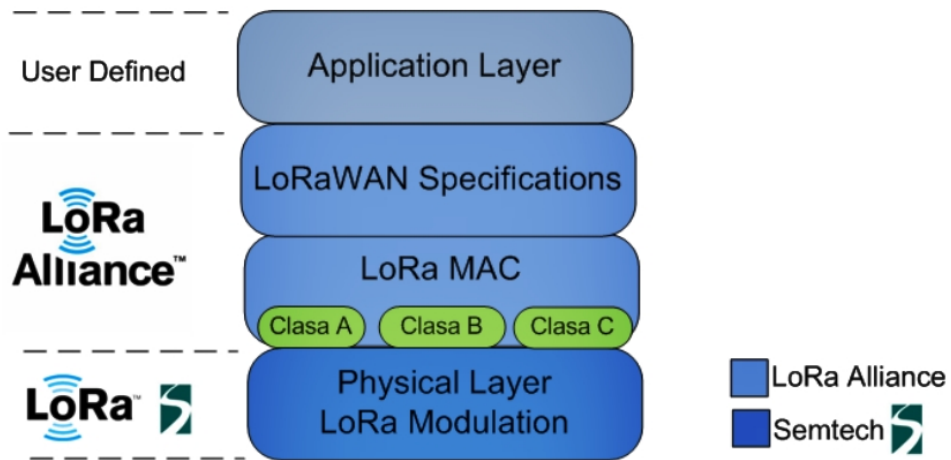 User Defined
Application Layer
LoRaWAN Specifications
LoRa
Alliance™
LoRa MAC
Clasa A
Clasa B
Clasa C
LoRa™
Physical Layer
LoRa Modulation
LoRa Alliance
Semtech